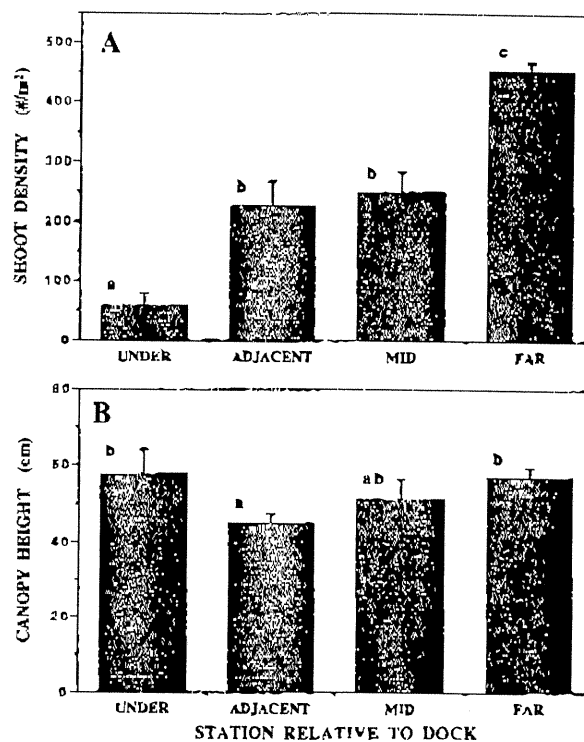 A
500
400
300
200
100
0
SHOOT DENSITY (#/m²)
a
b
b
c
UNDER ADJACENT MID FAR
B
80
60
40
20
0
CANOPY HEIGHT (cm)
b
a
ab
b
UNDER ADJACENT MID FAR
STATION RELATIVE TO DOCK